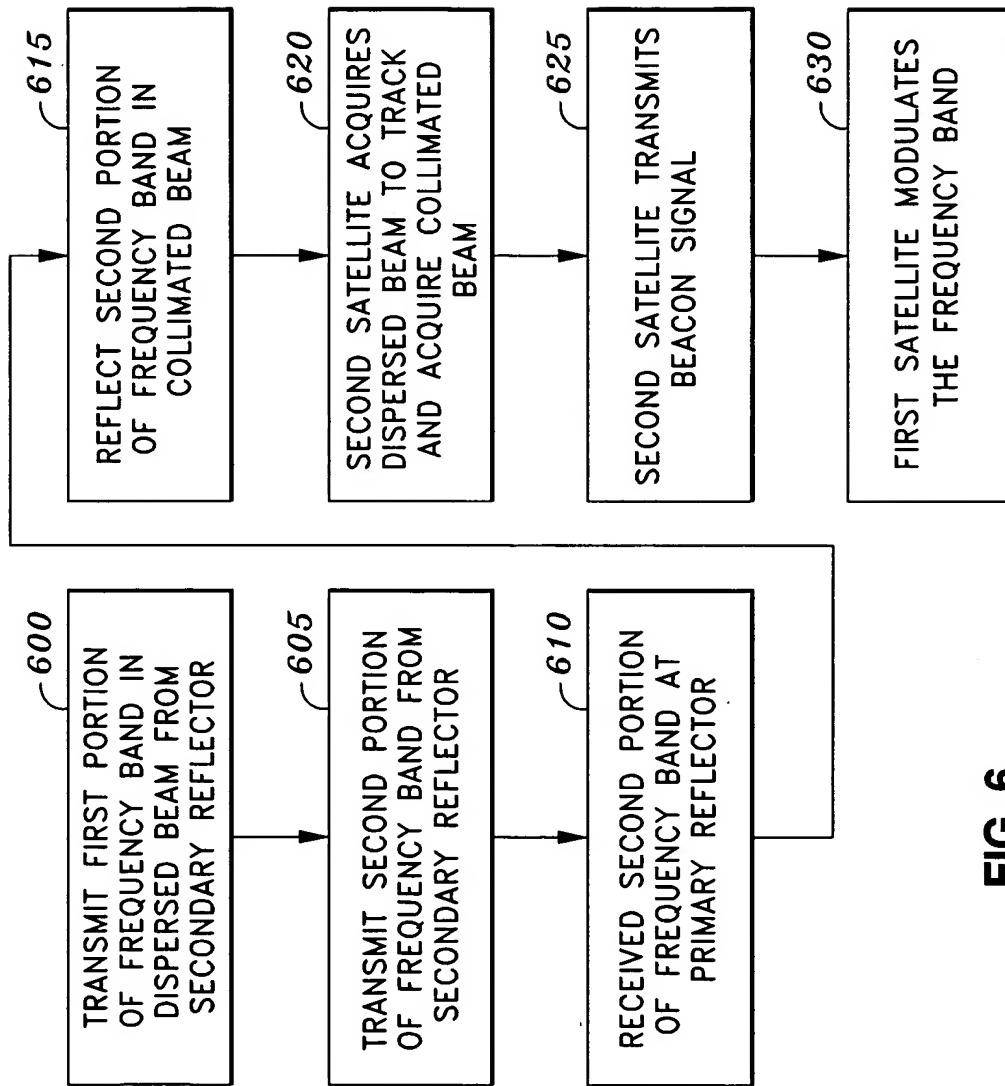 600
TRANSMIT FIRST PORTION
OF FREQUENCY BAND IN
DISPERSED BEAM FROM
SECONDARY REFLECTOR
605
TRANSMIT SECOND PORTION
OF FREQUENCY BAND FROM
SECONDARY REFLECTOR
610
RECEIVED SECOND PORTION
OF FREQUENCY BAND AT
PRIMARY REFLECTOR
615
REFLECT SECOND PORTION
OF FREQUENCY BAND IN
COLLIMATED BEAM
620
SECOND SATELLITE ACQUIRES
DISPERSED BEAM TO TRACK
AND ACQUIRE COLLIMATED
BEAM
625
SECOND SATELLITE TRANSMITS
BEACON SIGNAL
630
FIRST SATELLITE MODULATES
THE FREQUENCY BAND
FIG. 6